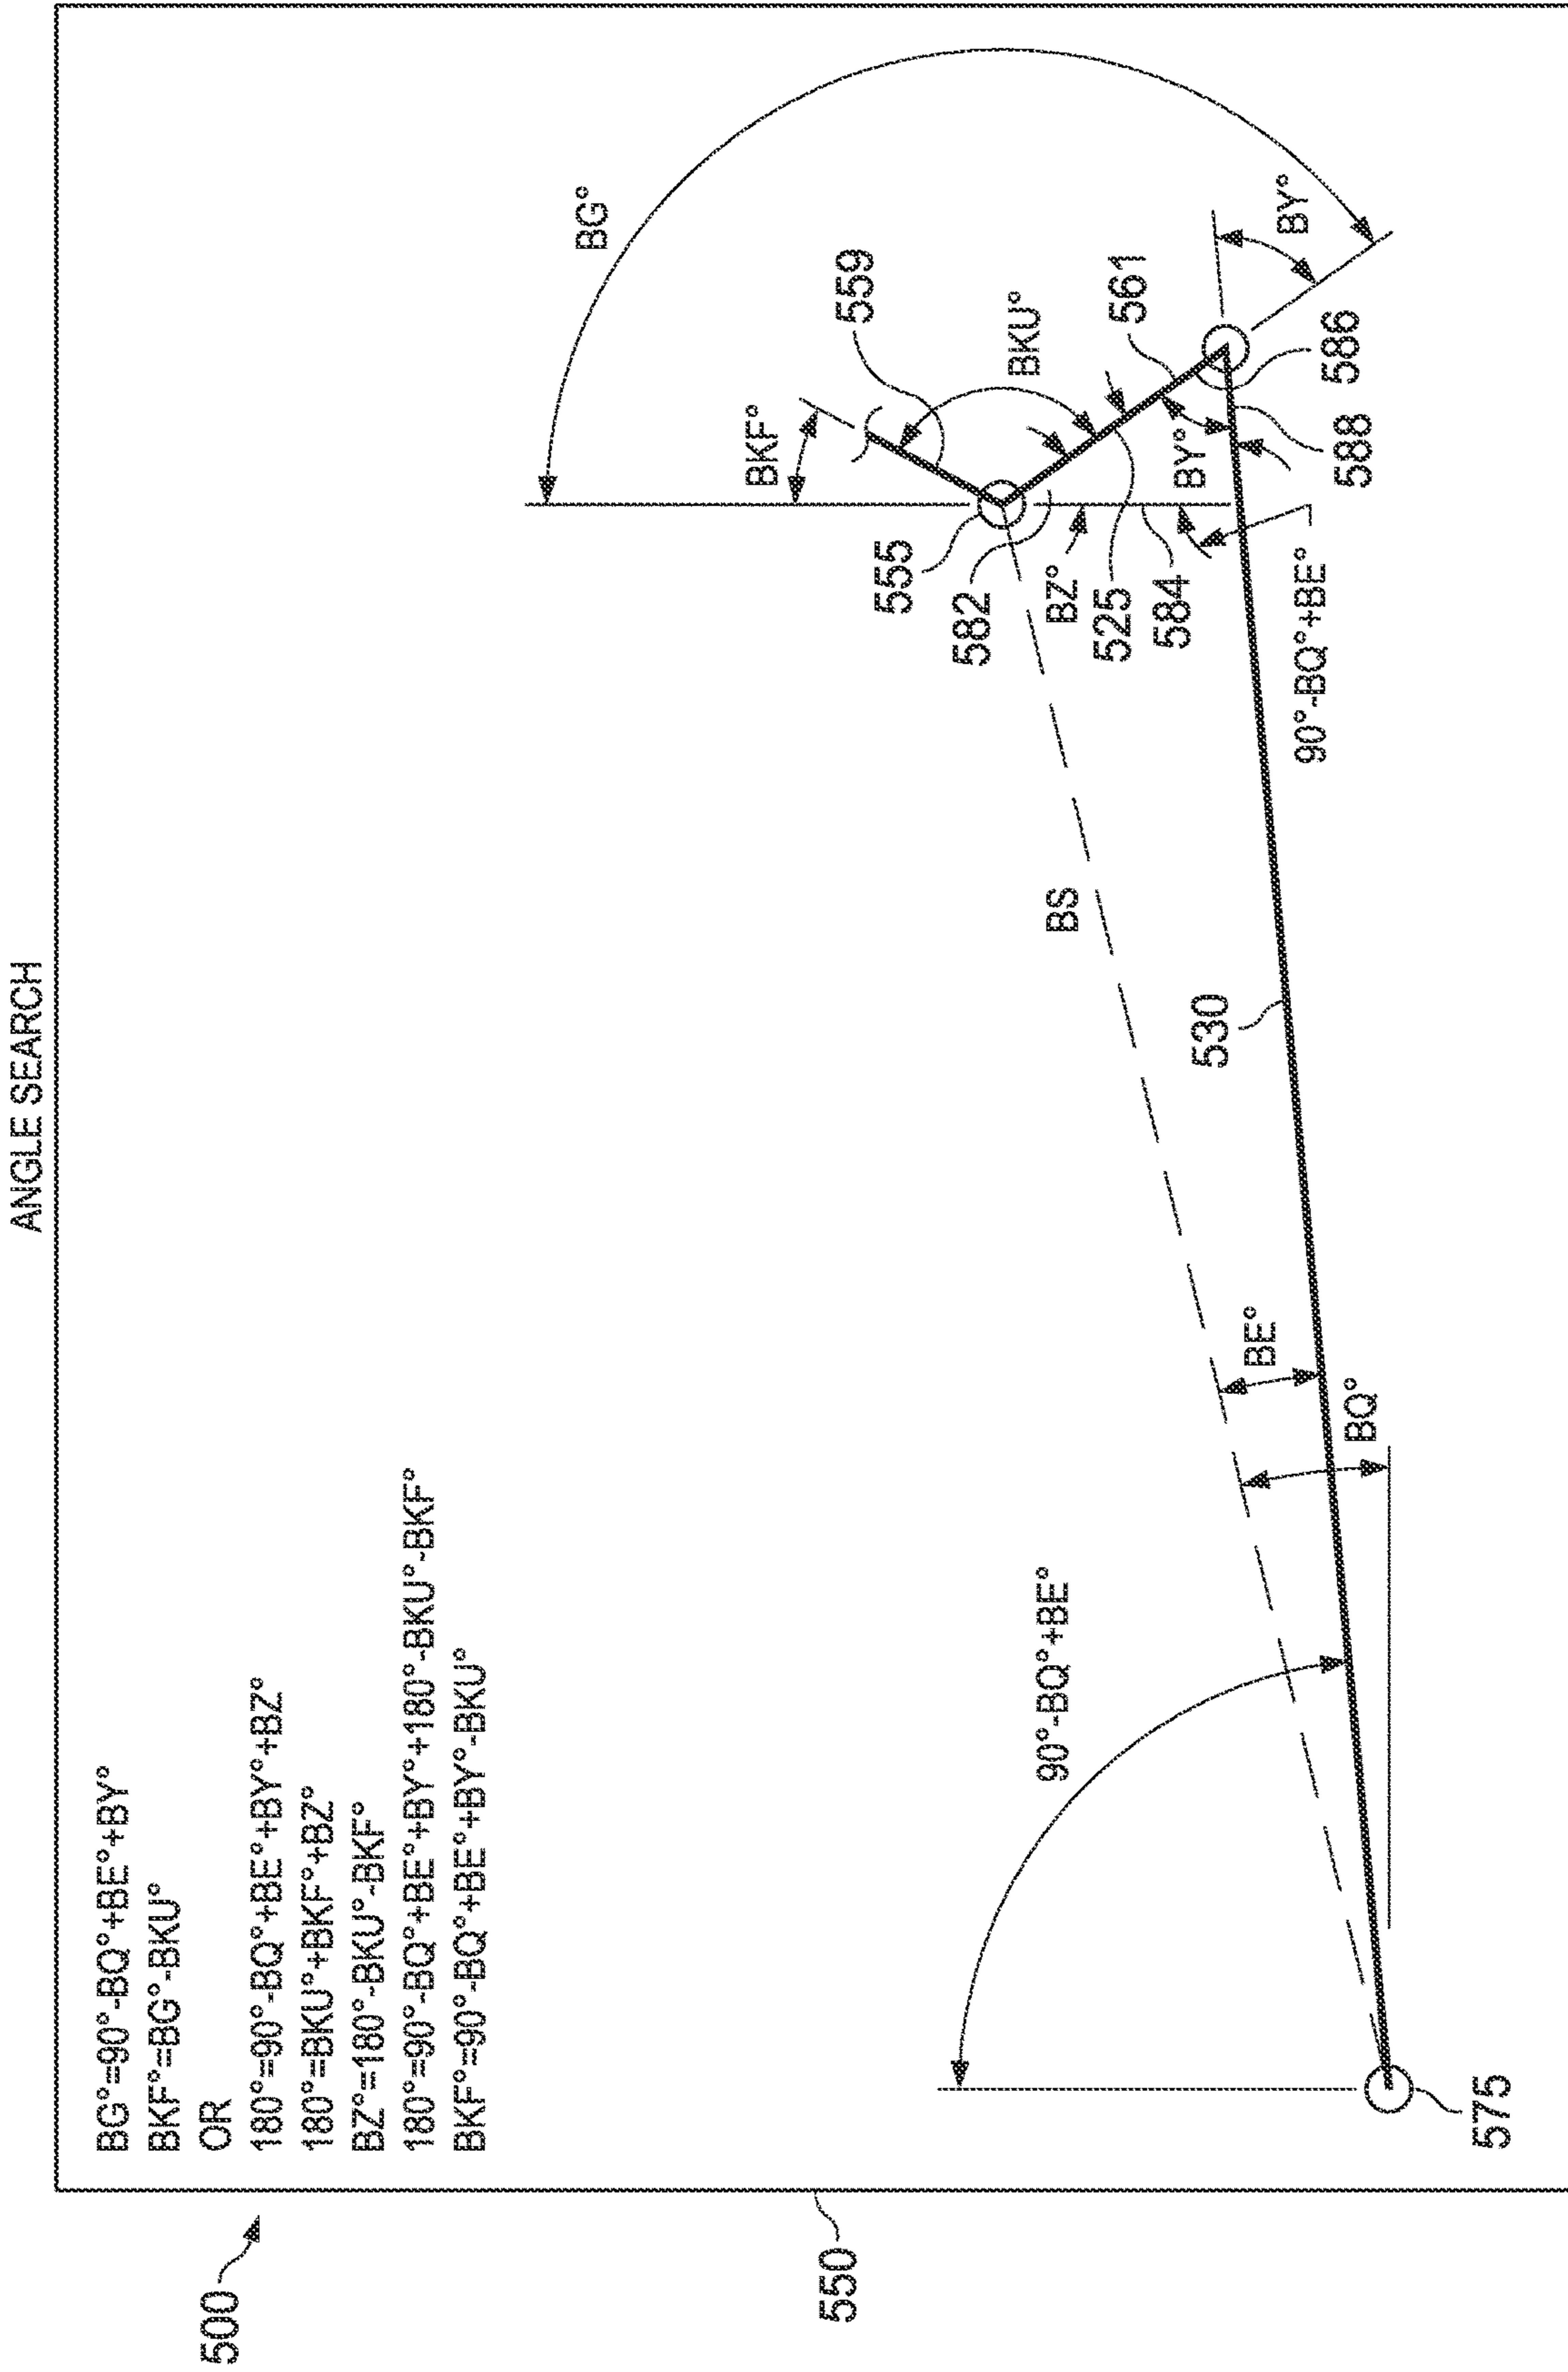 ANGLE SEARCH
500
550
BG°=90°-BQ°+BE°+BY°
BKF°=BG°-BKU°
OR
180°=90°-BQ°+BE°+BY°+BZ°
180°=BKU°+BKF°+BZ°
BZ°=180°-BKU°-BKF°
180°=90°-BQ°+BE°+BY°+180°-BKU°-BKF°
BKF°=90°-BQ°+BE°+BY°-BKU°
BG°
BKF°
559
555
BKU°
582
BZ°
525
561
584
BY°
BY°
586
588
90°-BQ°+BE°
BS
530
BE°
BQ°
90°-BQ°+BE°
575